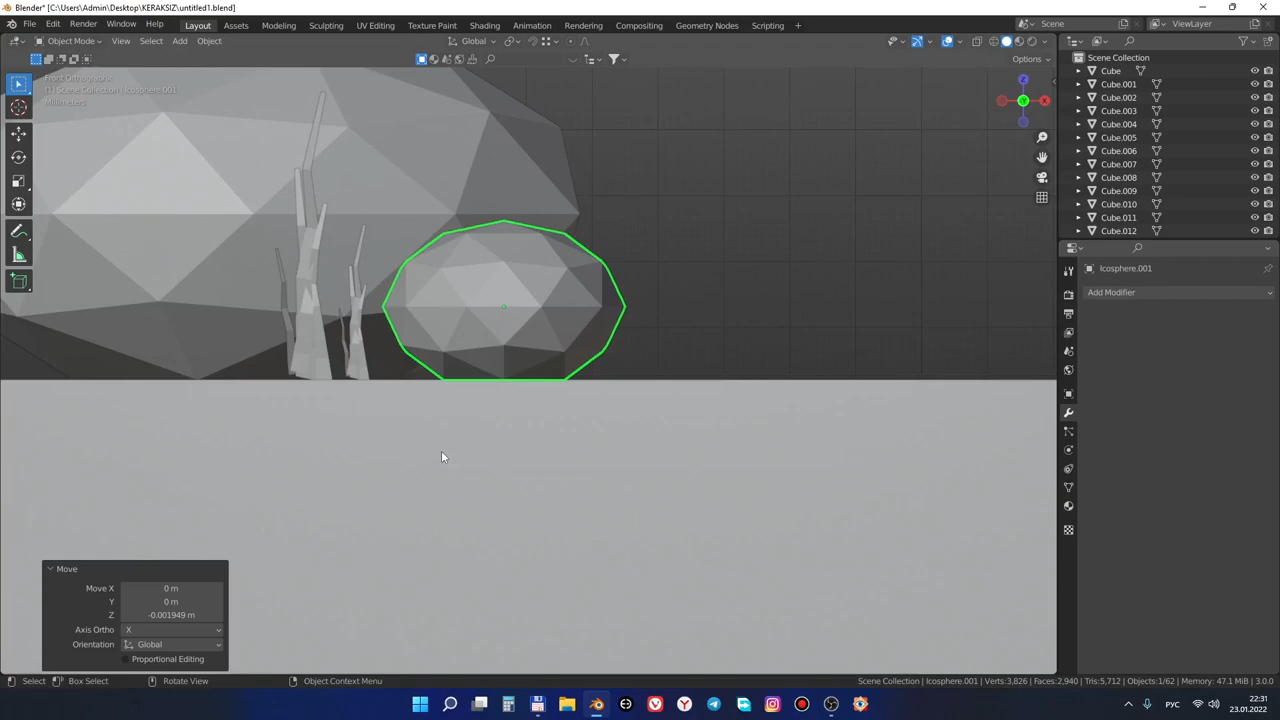 Blender* [C:\Users\Admin\Desktop\KERAKSIZ\untitled1.blend]
File Edit Render Window Help
Layout Assets Modeling Sculpting UV Editing Texture Paint Shading Animation Rendering Compositing Geometry Nodes Scripting +
Scene ViewLayer
Object Mode View Select Add Object Global
Options
Front Orthographic
(1) Scene Collection | Icosphere.001
Millimeters
Z
Y
X
Scene Collection
Cube
Cube.001
Cube.002
Cube.003
Cube.004
Cube.005
Cube.006
Cube.007
Cube.008
Cube.009
Cube.010
Cube.011
Cube.012
Icosphere.001
Add Modifier
Move
Move X 0 m
Y 0 m
Z -0.001949 m
Axis Ortho X
Orientation Global
Proportional Editing
Select Box Select Rotate View Object Context Menu
Scene Collection | Icosphere.001 | Verts:3,826 | Faces:2,940 | Tris:5,712 | Objects:1/62 | Memory: 47.1 MiB | 3.0.0
РУС
22:31
23.01.2022